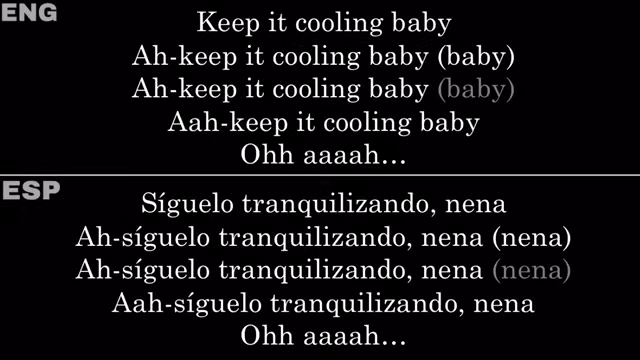 ENG
Keep it cooling baby
Ah-keep it cooling baby (baby)
Ah-keep it cooling baby (baby)
Aah-keep it cooling baby
Ohh aaaah...
ESP
Síguelo tranquilizando, nena
Ah-síguelo tranquilizando, nena (nena)
Ah-síguelo tranquilizando, nena (nena)
Aah-síguelo tranquilizando, nena
Ohh aaaah...